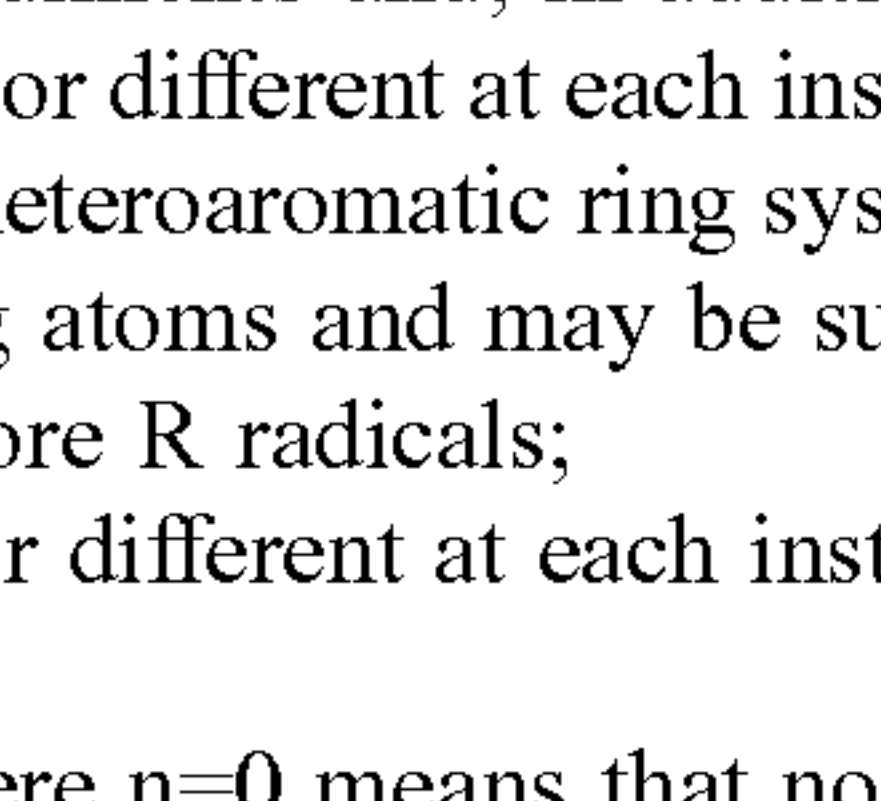 or different at each ins
eteroaromatic ring sys
atoms and may be su
ore R radicals;
r different at each inst
ere n=0 means that no